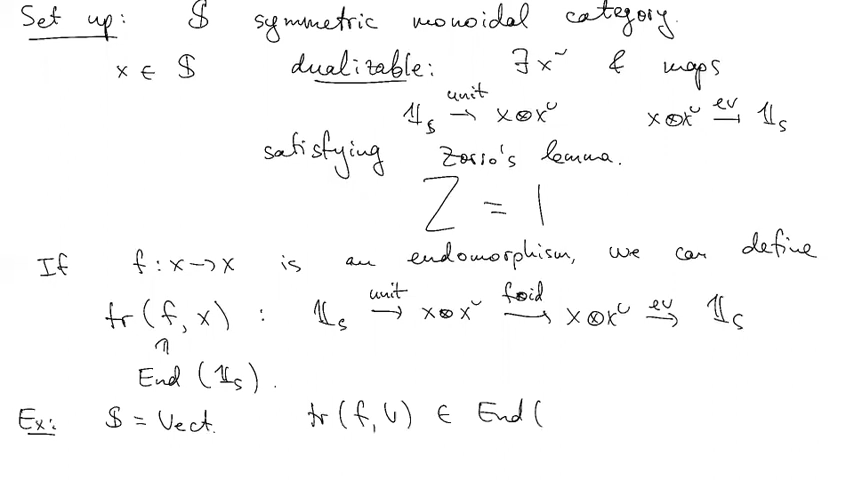 Set up: $ symmetric monoidal category.
x ∈ $ dualizable: ∃ x^∪ & maps
𝟙_S →^{unit} x⊗x^∪ x⊗x^∪ →^{ev} 𝟙_S
satisfying Zorro's lemma.
Z = |
If f : x → x is an endomorphism, we can define
tr(f, x) : 𝟙_S →^{unit} x⊗x^∪ →^{f⊗id} x⊗x^∪ →^{ev} 𝟙_S
∩
End (𝟙_S).
Ex: $ = Vect. tr(f, V) ∈ End(